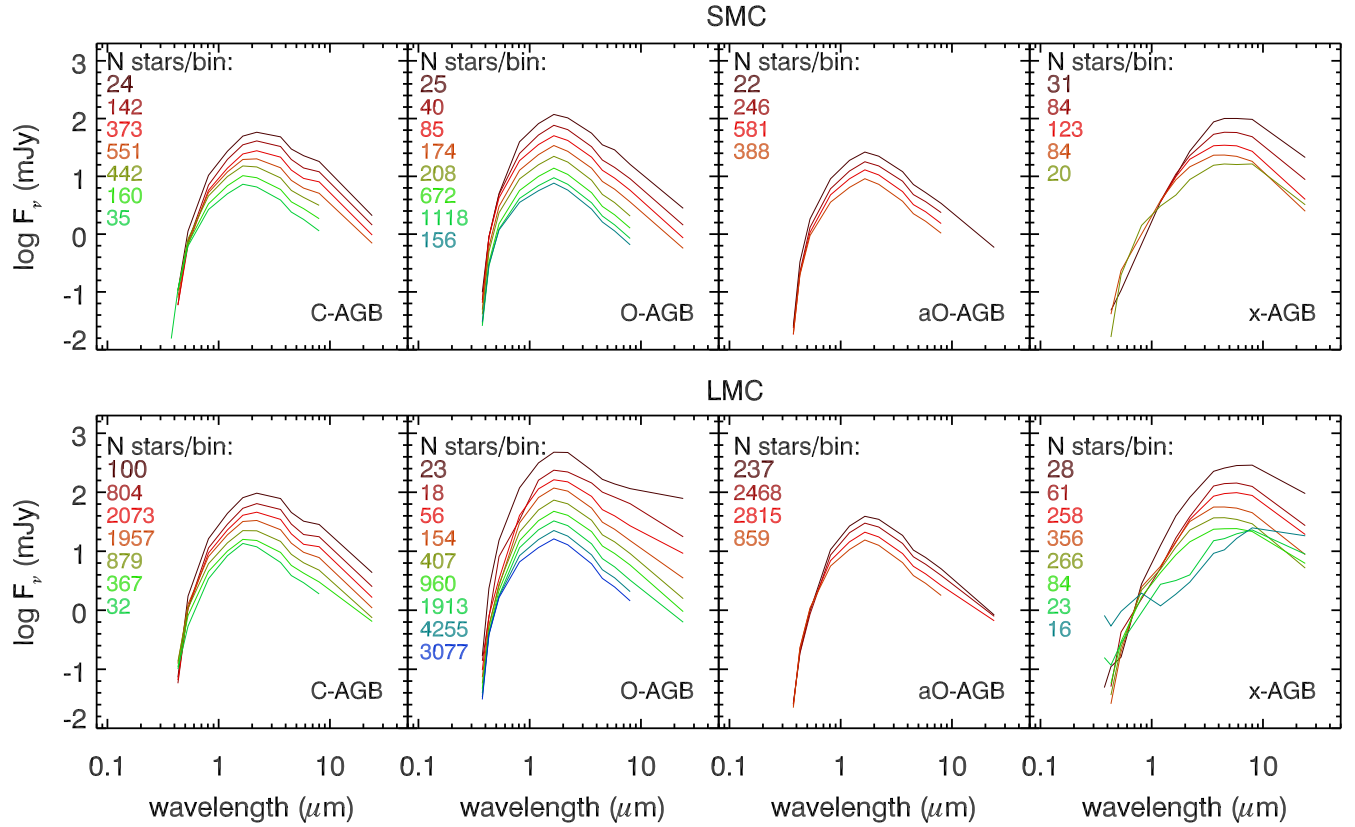 SMC
N stars/bin:
24
142
373
551
442
160
35
C-AGB
N stars/bin:
25
40
85
174
208
672
1118
156
O-AGB
N stars/bin:
22
246
581
388
aO-AGB
N stars/bin:
31
84
123
84
20
x-AGB
3
2
1
0
-1
-2
log Fν (mJy)
LMC
N stars/bin:
100
804
2073
1957
879
367
32
C-AGB
N stars/bin:
23
18
56
154
407
960
1913
4255
3077
O-AGB
N stars/bin:
237
2468
2815
859
aO-AGB
N stars/bin:
28
61
258
356
266
84
23
16
x-AGB
3
2
1
0
-1
-2
log Fν (mJy)
0.1 1 10 0.1 1 10 0.1 1 10 0.1 1 10
wavelength (μm) wavelength (μm) wavelength (μm) wavelength (μm)